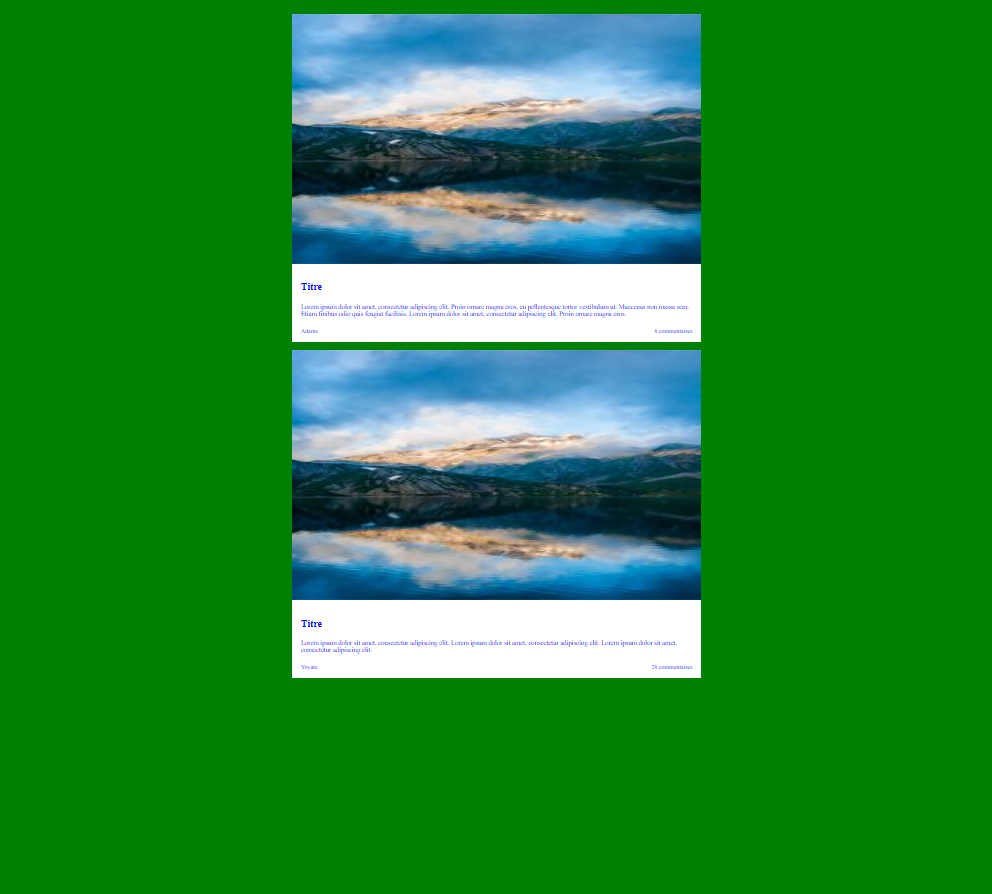 Titre
Lorem ipsum dolor sit amet, consectetur adipiscing elit. Proin ornare magna eros, eu pellentesque tortor vestibulum ut. Maecenas non massa sem.
Etiam finibus odio quis feugiat facilisis. Lorem ipsum dolor sit amet, consectetur adipiscing elit. Proin ornare magna eros.
Adams 8 commentaires
Titre
Lorem ipsum dolor sit amet, consectetur adipiscing elit. Lorem ipsum dolor sit amet, consectetur adipiscing elit. Lorem ipsum dolor sit amet,
consectetur adipiscing elit.
28 commentaires